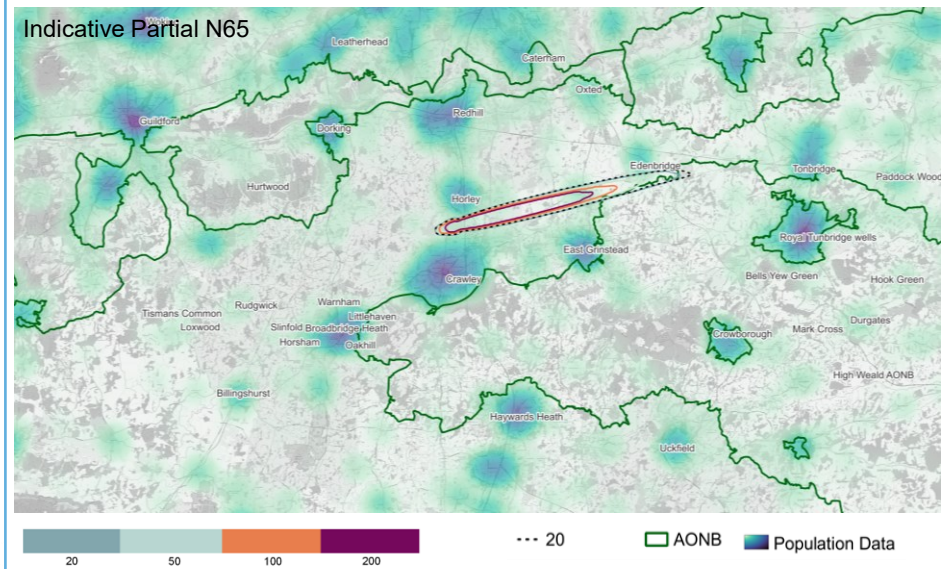 Indicative Partial N65
Woking
Leatherhead
Caterham
Oxted
Guildford
Redhill
Dorking
Edenbridge
Tonbridge
Paddock Wood
Hurtwood
Horley
Royal Tunbridge wells
East Grinstead
Bells Yew Green
Hook Green
Crawley
Warnham
Rudgwick
Tismans Common
Littlehaven
Loxwood
Slinfold
Broadbridge Heath
Durgates
Mark Cross
Crowborough
Horsham
Oakhill
High Weald AONB
Billingshurst
Haywards Heath
Uckfield
20
50
100
200
20
AONB
Population Data